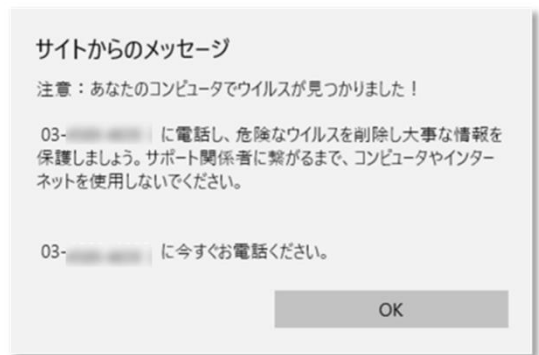 サイトからのメッセージ
注意：あなたのコンピュータでウイルスが見つかりました！
03- に電話し、危険なウイルスを削除し大事な情報を
保護しましょう。サポート関係者に繋がるまで、コンピュータやインター
ネットを使用しないでください。
03- に今すぐお電話ください。
OK